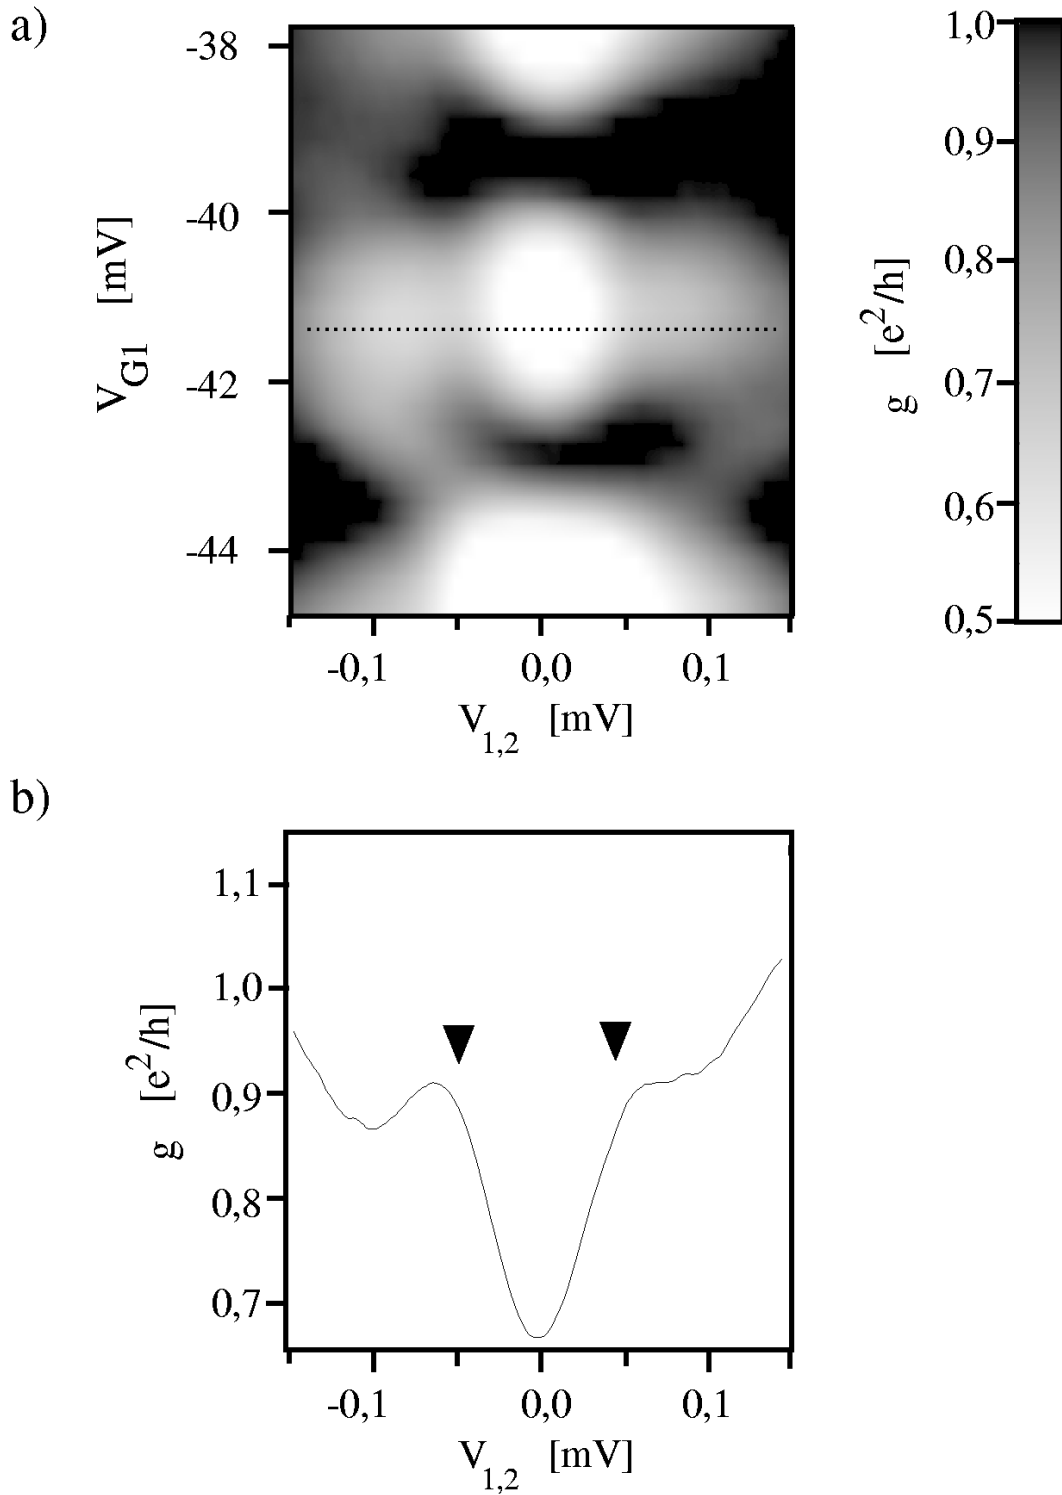 a)
-38
-40
-42
-44
V_G1 [mV]
-0,1 0,0 0,1
V_1,2 [mV]
1,0
0,9
0,8
0,7
0,6
0,5
g [e²/h]
b)
1,1
1,0
0,9
0,8
0,7
g [e²/h]
-0,1 0,0 0,1
V_1,2 [mV]